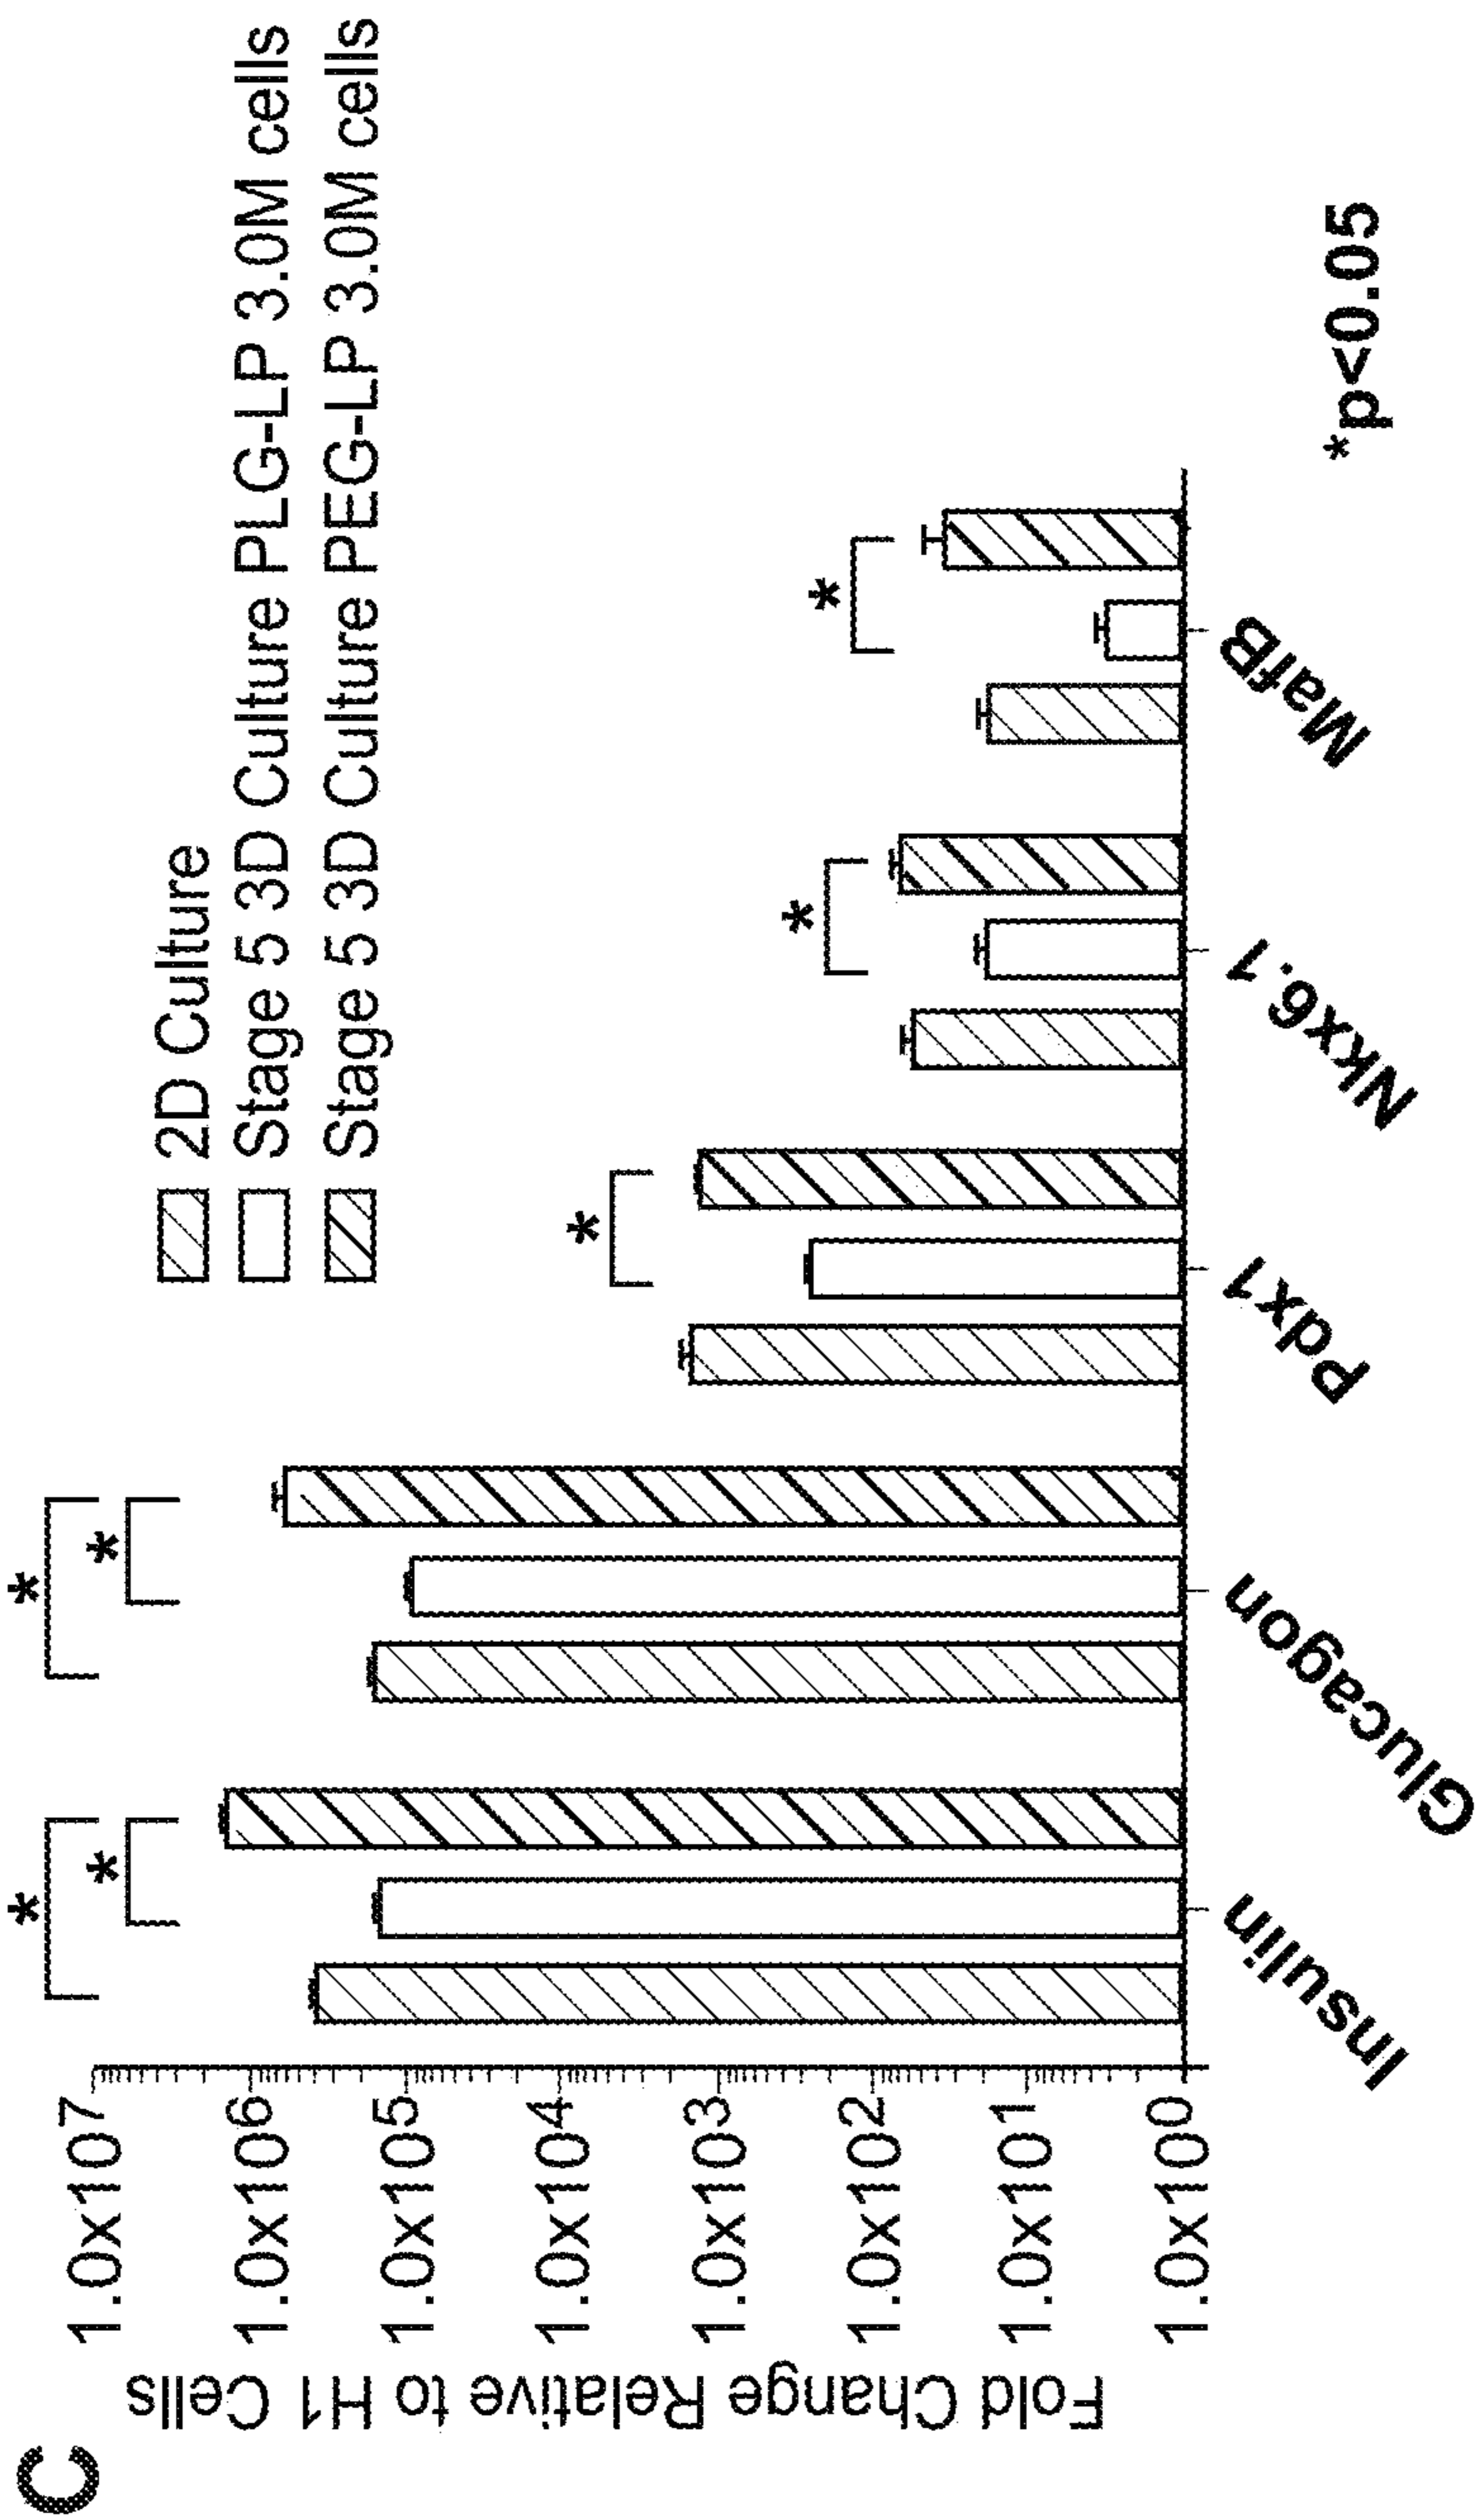 C
Fold Change Relative to H1 Cells
1.0x10⁷
1.0x10⁶
1.0x10⁵
1.0x10⁴
1.0x10³
1.0x10²
1.0x10¹
1.0x10⁰
2D Culture
Stage 5 3D Culture PLG-LP 3.0M cells
Stage 5 3D Culture PEG-LP 3.0M cells
* *
* *
*
*
*
Insulin
Glucagon
Pdx1
Nkx6.1
MafB
*p<0.05